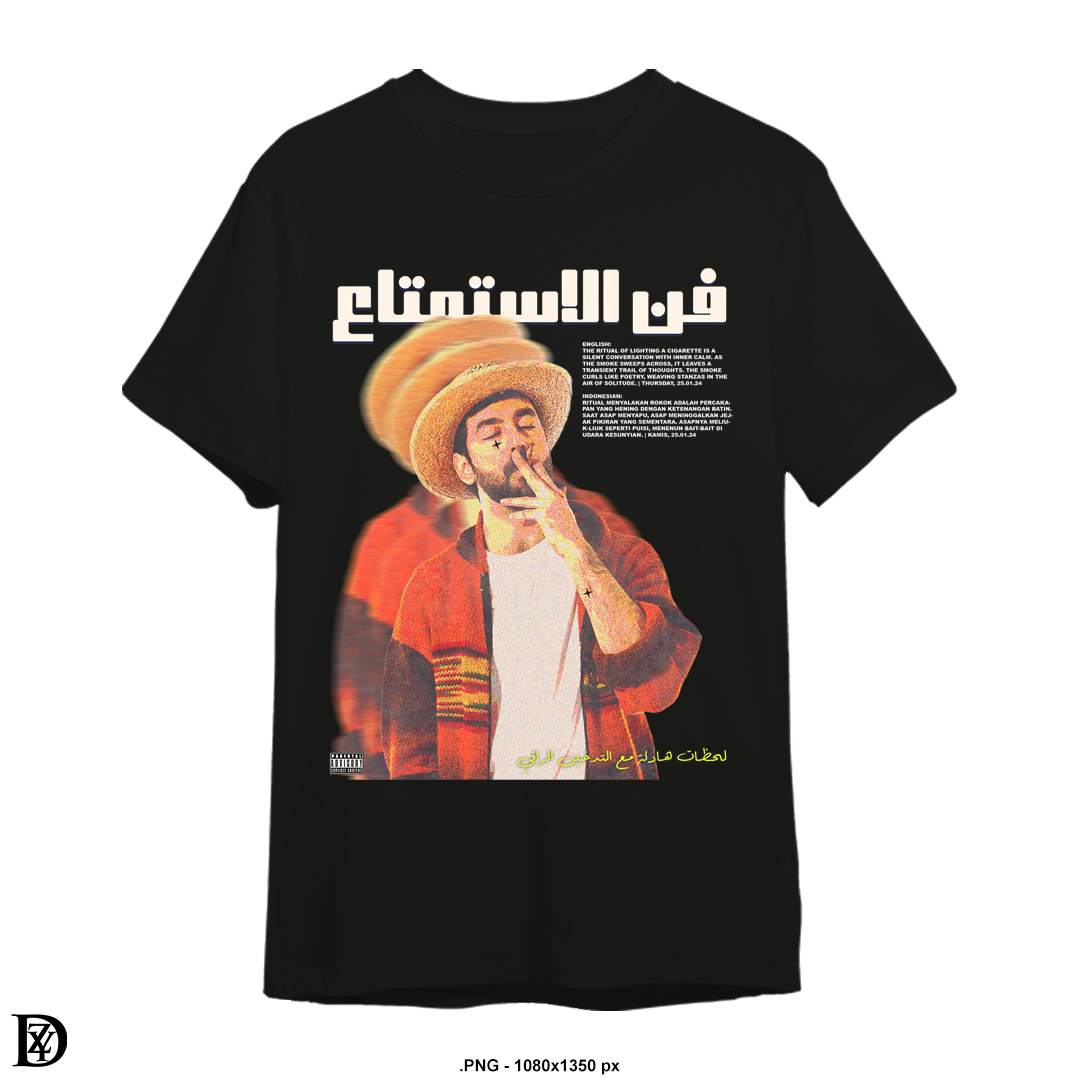 فن الإستمتاع
ENGLISH:
THE RITUAL OF LIGHTING A CIGARETTE IS A
SILENT CONVERSATION WITH INNER CALM. AS
THE SMOKE SWEEPS ACROSS, IT LEAVES A
TRANSIENT TRAIL OF THOUGHTS. THE SMOKE
CURLS LIKE POETRY, WEAVING STANZAS IN THE
AIR OF SOLITUDE. | THURSDAY, 25.01.24
INDONESIAN:
RITUAL MENYALAKAN ROKOK ADALAH PERCAKA-
PAN YANG HENING DENGAN KETENANGAN BATIN.
SAAT ASAP MENYAPU, ASAP MENINGGALKAN JEJ-
AK PIKIRAN YANG SEMENTARA. ASAPNYA MELIU-
K-LIUK SEPERTI PUISI, MENENUN BAIT-BAIT DI
UDARA KESUNYIAN. | KAMIS, 25.01.24
PARENTAL
ADVISORY
EXPLICIT CONTENT
لحظات هادئة مع التدخين الراقي
.PNG - 1080x1350 px